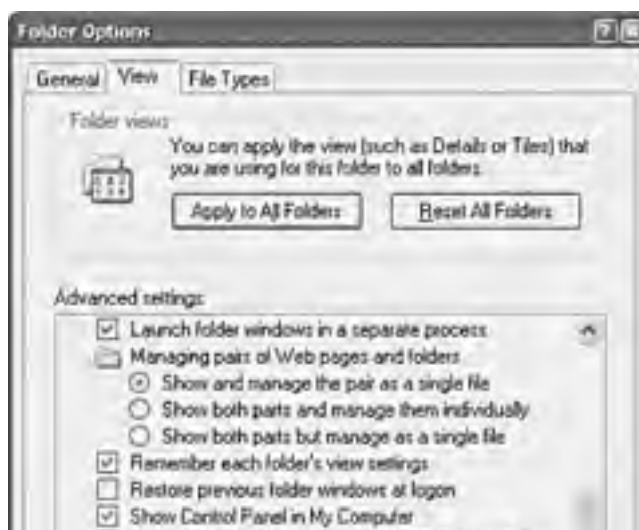 Folder Options
General View File Types
Folder views
You can apply the view (such as Details or Tiles) that
you are using for this folder to all folders.
Apply to All Folders Reset All Folders
Advanced settings:
Launch folder windows in a separate process
Managing pairs of Web pages and folders
Show and manage the pair as a single file
Show both parts and manage them individually
Show both parts but manage as a single file
Remember each folder's view settings
Restore previous folder windows at logon
Show Control Panel in My Computer